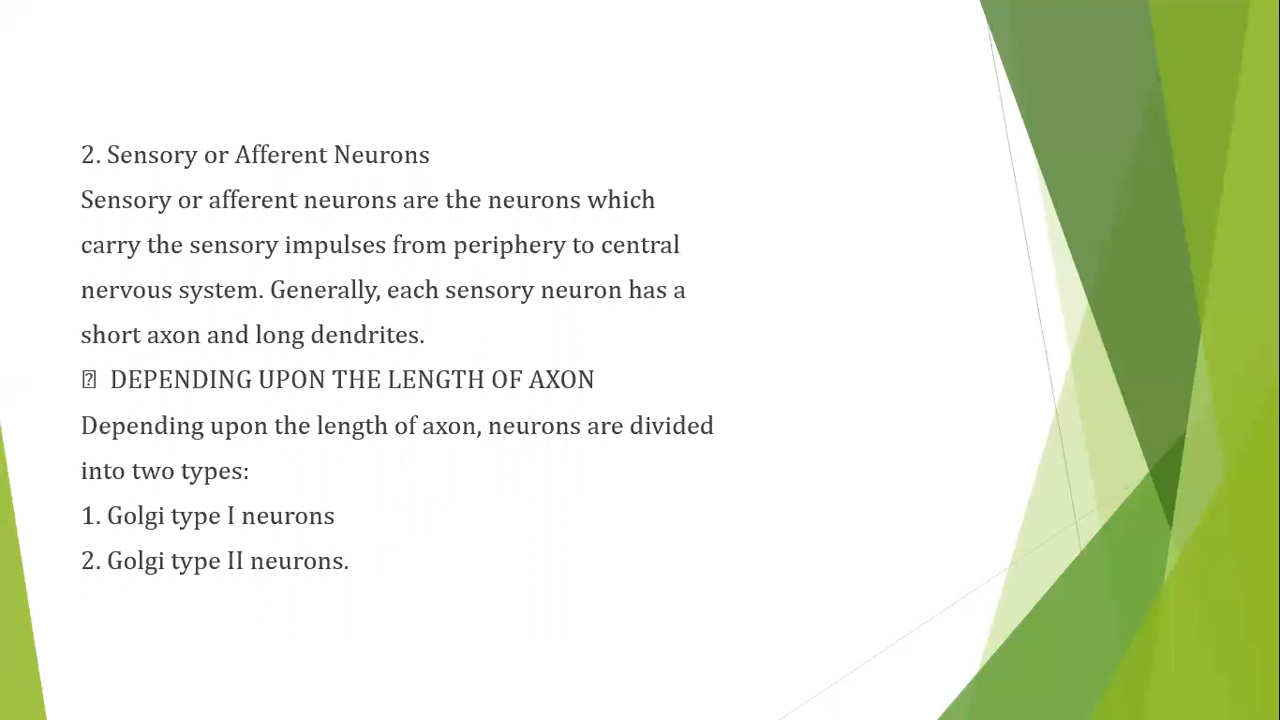 2. Sensory or Afferent Neurons
Sensory or afferent neurons are the neurons which
carry the sensory impulses from periphery to central
nervous system. Generally, each sensory neuron has a
short axon and long dendrites.
DEPENDING UPON THE LENGTH OF AXON
Depending upon the length of axon, neurons are divided
into two types:
1. Golgi type I neurons
2. Golgi type II neurons.